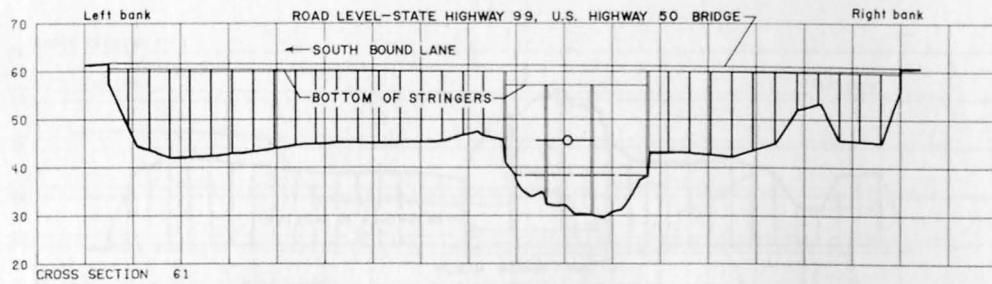 Left bank
ROAD LEVEL-STATE HIGHWAY 99, U.S. HIGHWAY 50 BRIDGE
Right bank
70
SOUTH BOUND LANE
60
BOTTOM OF STRINGERS
50
40
30
20
CROSS SECTION 61